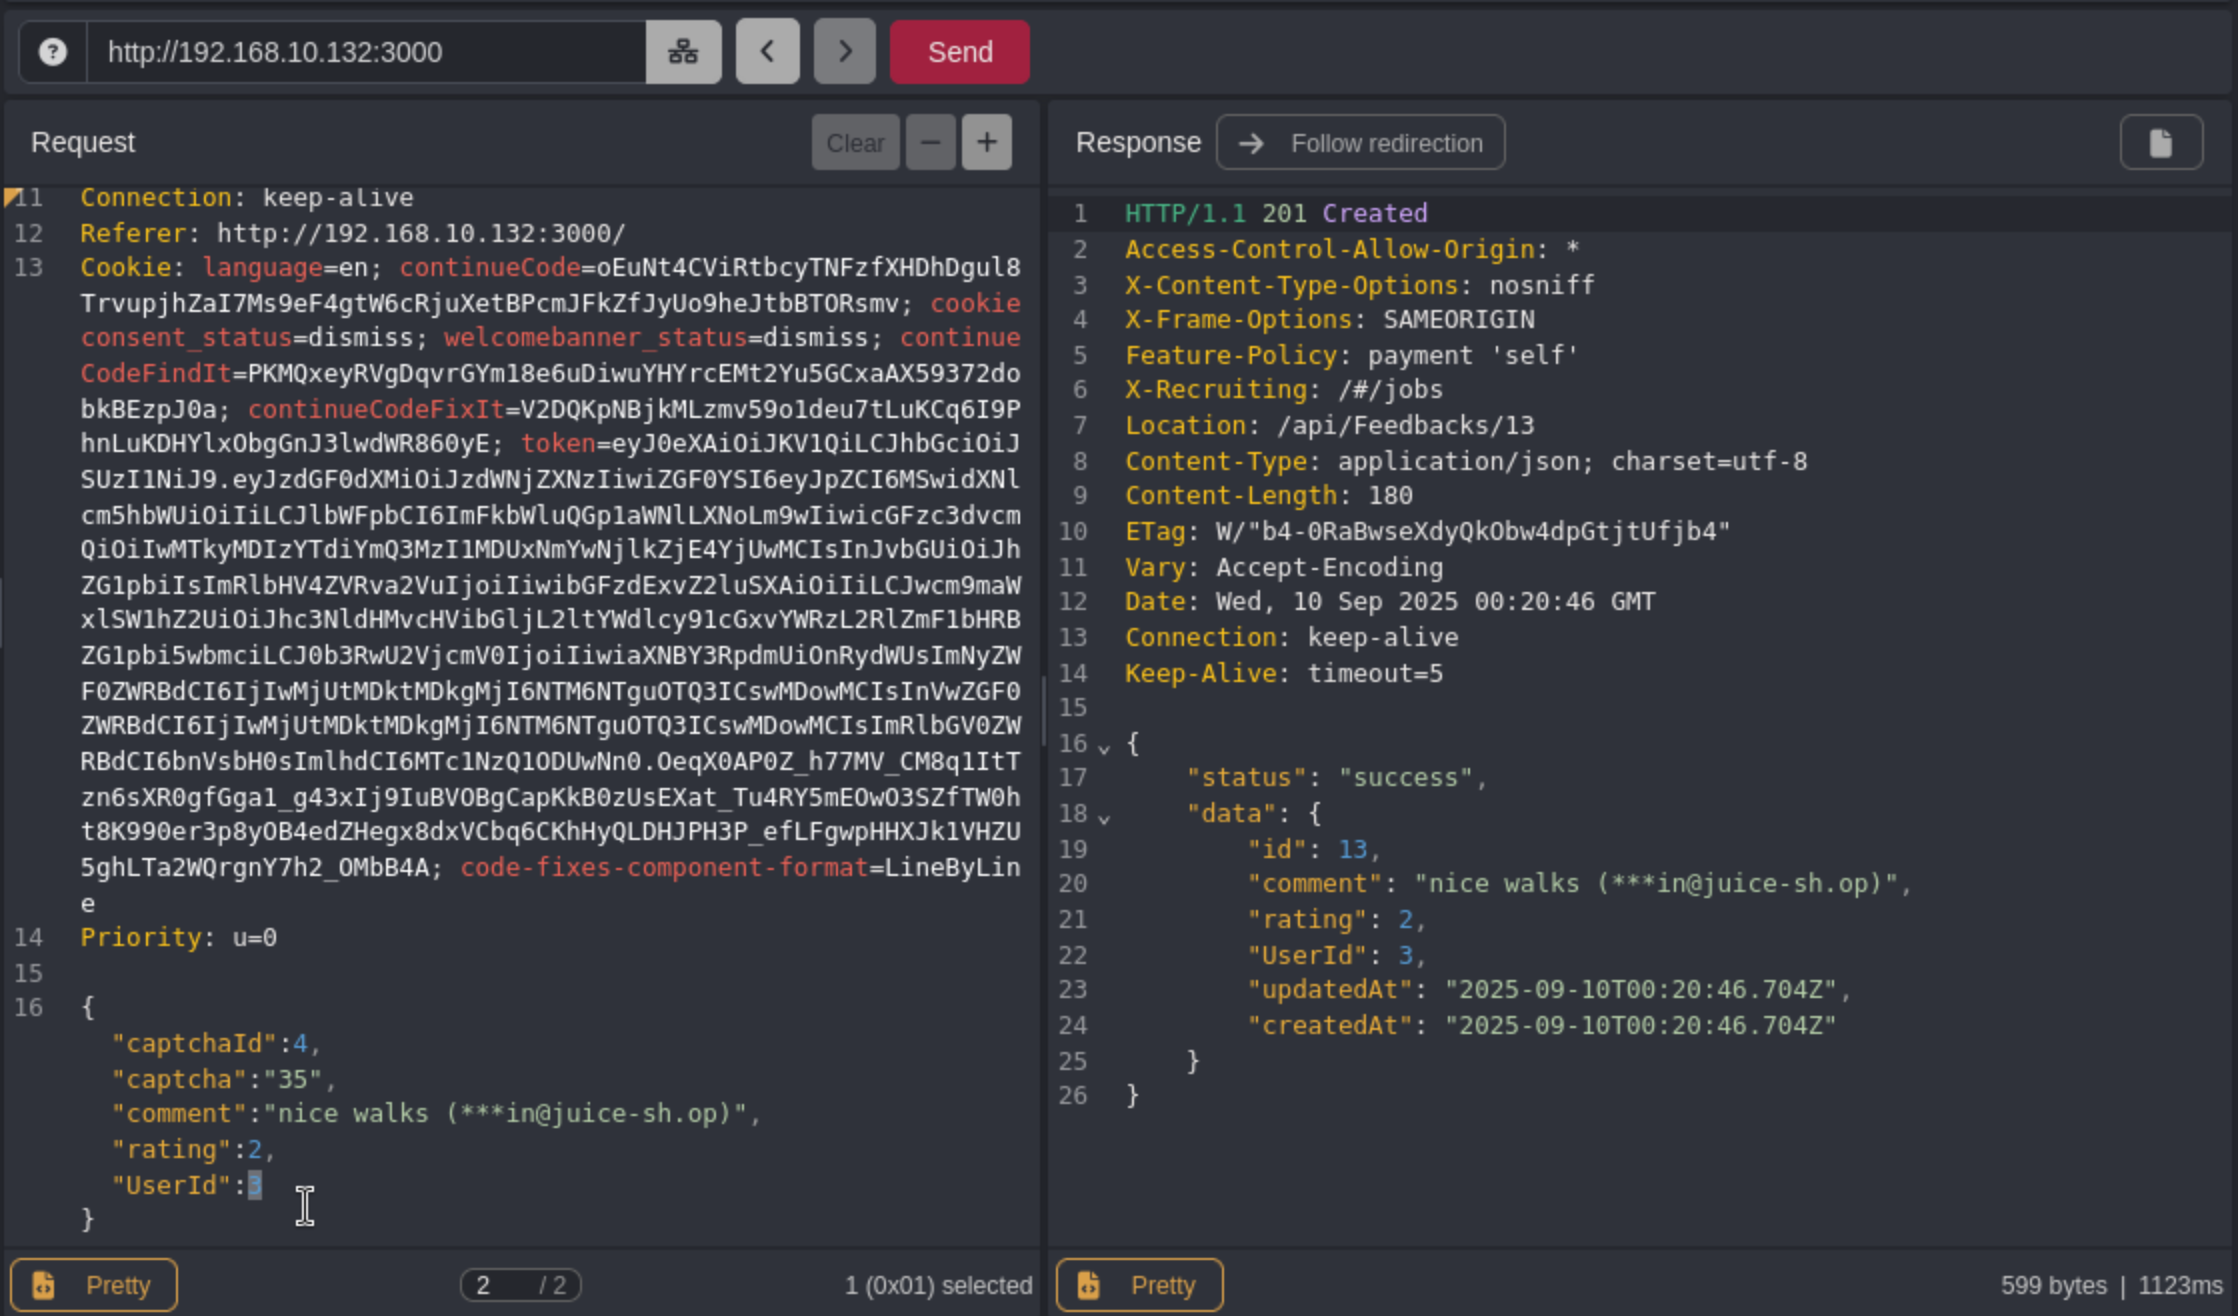 http://192.168.10.132:3000
Send
Request
Clear
Response
Follow redirection
11 Connection: keep-alive
12 Referer: http://192.168.10.132:3000/
13 Cookie: language=en; continueCode=oEuNt4CViRtbcyTNFzfXHDhDgul8
TrvupjhZaI7Ms9eF4gtW6cRjuXetBPcmJFkZfJyUo9heJtbBTORsmv; cookie
consent_status=dismiss; welcomebanner_status=dismiss; continue
CodeFindIt=PKMQxeyRVgDqvrGYm18e6uDiwuYHYrcEMt2Yu5GCxaAX59372do
bkBEzpJ0a; continueCodeFixIt=V2DQKpNBjkMLzmv59o1deu7tLuKCq6I9P
hnLuKDHYlxObgGnJ3lwdWR860yE; token=eyJ0eXAiOiJKV1QiLCJhbGciOiJ
SUzI1NiJ9.eyJzdGF0dXMiOiJzdWNjZXNzIiwiZGF0YSI6eyJpZCI6MSwidXNl
cm5hbWUiOiIiLCJlbWFpbCI6ImFkbWluQGp1aWNlLXNoLm9wIiwicGFzc3dvcm
QiOiIwMTkyMDIzYTdiYmQ3MzI1MDUxNmYwNjlkZjE4YjUwMCIsInJvbGUiOiJh
ZG1pbiIsImRlbHV4ZVRva2VuIjoiIiwibGFzdExvZ2luSXAiOiIiLCJwcm9maW
xlSW1hZ2UiOiJhc3NldHMvcHVibGljL2ltYWdlcy91cGxvYWRzL2RlZmF1bHRB
ZG1pbi5wbmciLCJ0b3RwU2VjcmV0IjoiIiwiaXNBY3RpdmUiOnRydWUsImNyZW
F0ZWRBdCI6IjIwMjUtMDktMDkgMjI6NTM6NTguOTQ3ICswMDowMCIsInVwZGF0
ZWRBdCI6IjIwMjUtMDktMDkgMjI6NTM6NTguOTQ3ICswMDowMCIsImRlbGV0ZW
RBdCI6bnVsbH0sImlhdCI6MTc1NzQ1ODUwNn0.OeqX0AP0Z_h77MV_CM8q1ItT
zn6sXR0gfGga1_g43xIj9IuBVOBgCapKkB0zUsEXat_Tu4RY5mEOwO3SZfTW0h
t8K990er3p8yOB4edZHegx8dxVCbq6CKhHyQLDHJPH3P_efLFgwpHHXJk1VHZU
5ghLTa2WQrgnY7h2_OMbB4A; code-fixes-component-format=LineByLin
e
14 Priority: u=0
15
16 {
"captchaId":4,
"captcha":"35",
"comment":"nice walks (***in@juice-sh.op)",
"rating":2,
"UserId":3
}
1 HTTP/1.1 201 Created
2 Access-Control-Allow-Origin: *
3 X-Content-Type-Options: nosniff
4 X-Frame-Options: SAMEORIGIN
5 Feature-Policy: payment 'self'
6 X-Recruiting: /#/jobs
7 Location: /api/Feedbacks/13
8 Content-Type: application/json; charset=utf-8
9 Content-Length: 180
10 ETag: W/"b4-0RaBwseXdyQkObw4dpGtjtUfjb4"
11 Vary: Accept-Encoding
12 Date: Wed, 10 Sep 2025 00:20:46 GMT
13 Connection: keep-alive
14 Keep-Alive: timeout=5
15
16 {
17 "status": "success",
18 "data": {
19 "id": 13,
20 "comment": "nice walks (***in@juice-sh.op)",
21 "rating": 2,
22 "UserId": 3,
23 "updatedAt": "2025-09-10T00:20:46.704Z",
24 "createdAt": "2025-09-10T00:20:46.704Z"
25 }
26 }
Pretty
2 / 2
1 (0x01) selected
Pretty
599 bytes | 1123ms